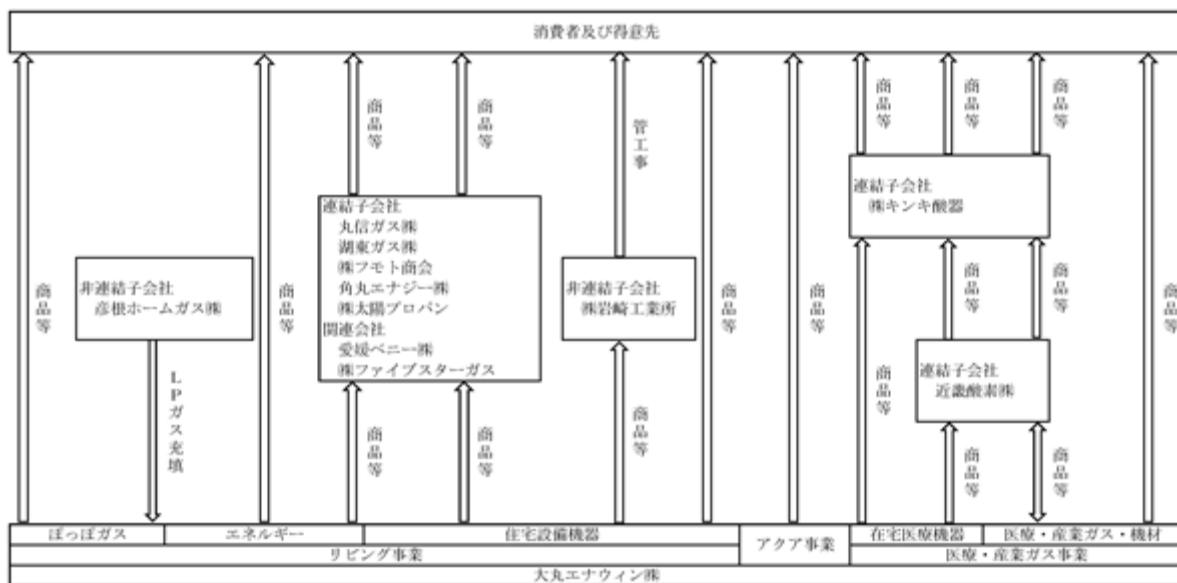 消費者及び得意先
商品等
商品等
商品等
管工事
商品等
商品等
商品等
連結子会社
㈱キンキ酸器
連結子会社
丸信ガス㈱
湖東ガス㈱
㈱フモト商会
角丸エナジー㈱
㈱太陽プロパン
関連会社
愛媛ベニー㈱
㈱ファイブスターガス
非連結子会社
彦根ホームガス㈱
非連結子会社
㈱岩崎工業所
商品等
商品等
商品等
商品等
商品等
商品等
商品等
連結子会社
近畿酸素㈱
商品等
LPガス充填
商品等
商品等
商品等
商品等
商品等
ぽっぽガス
エネルギー
住宅設備機器
アクア事業
在宅医療機器
医療・産業ガス・機材
リビング事業
医療・産業ガス事業
大丸エナウィン㈱